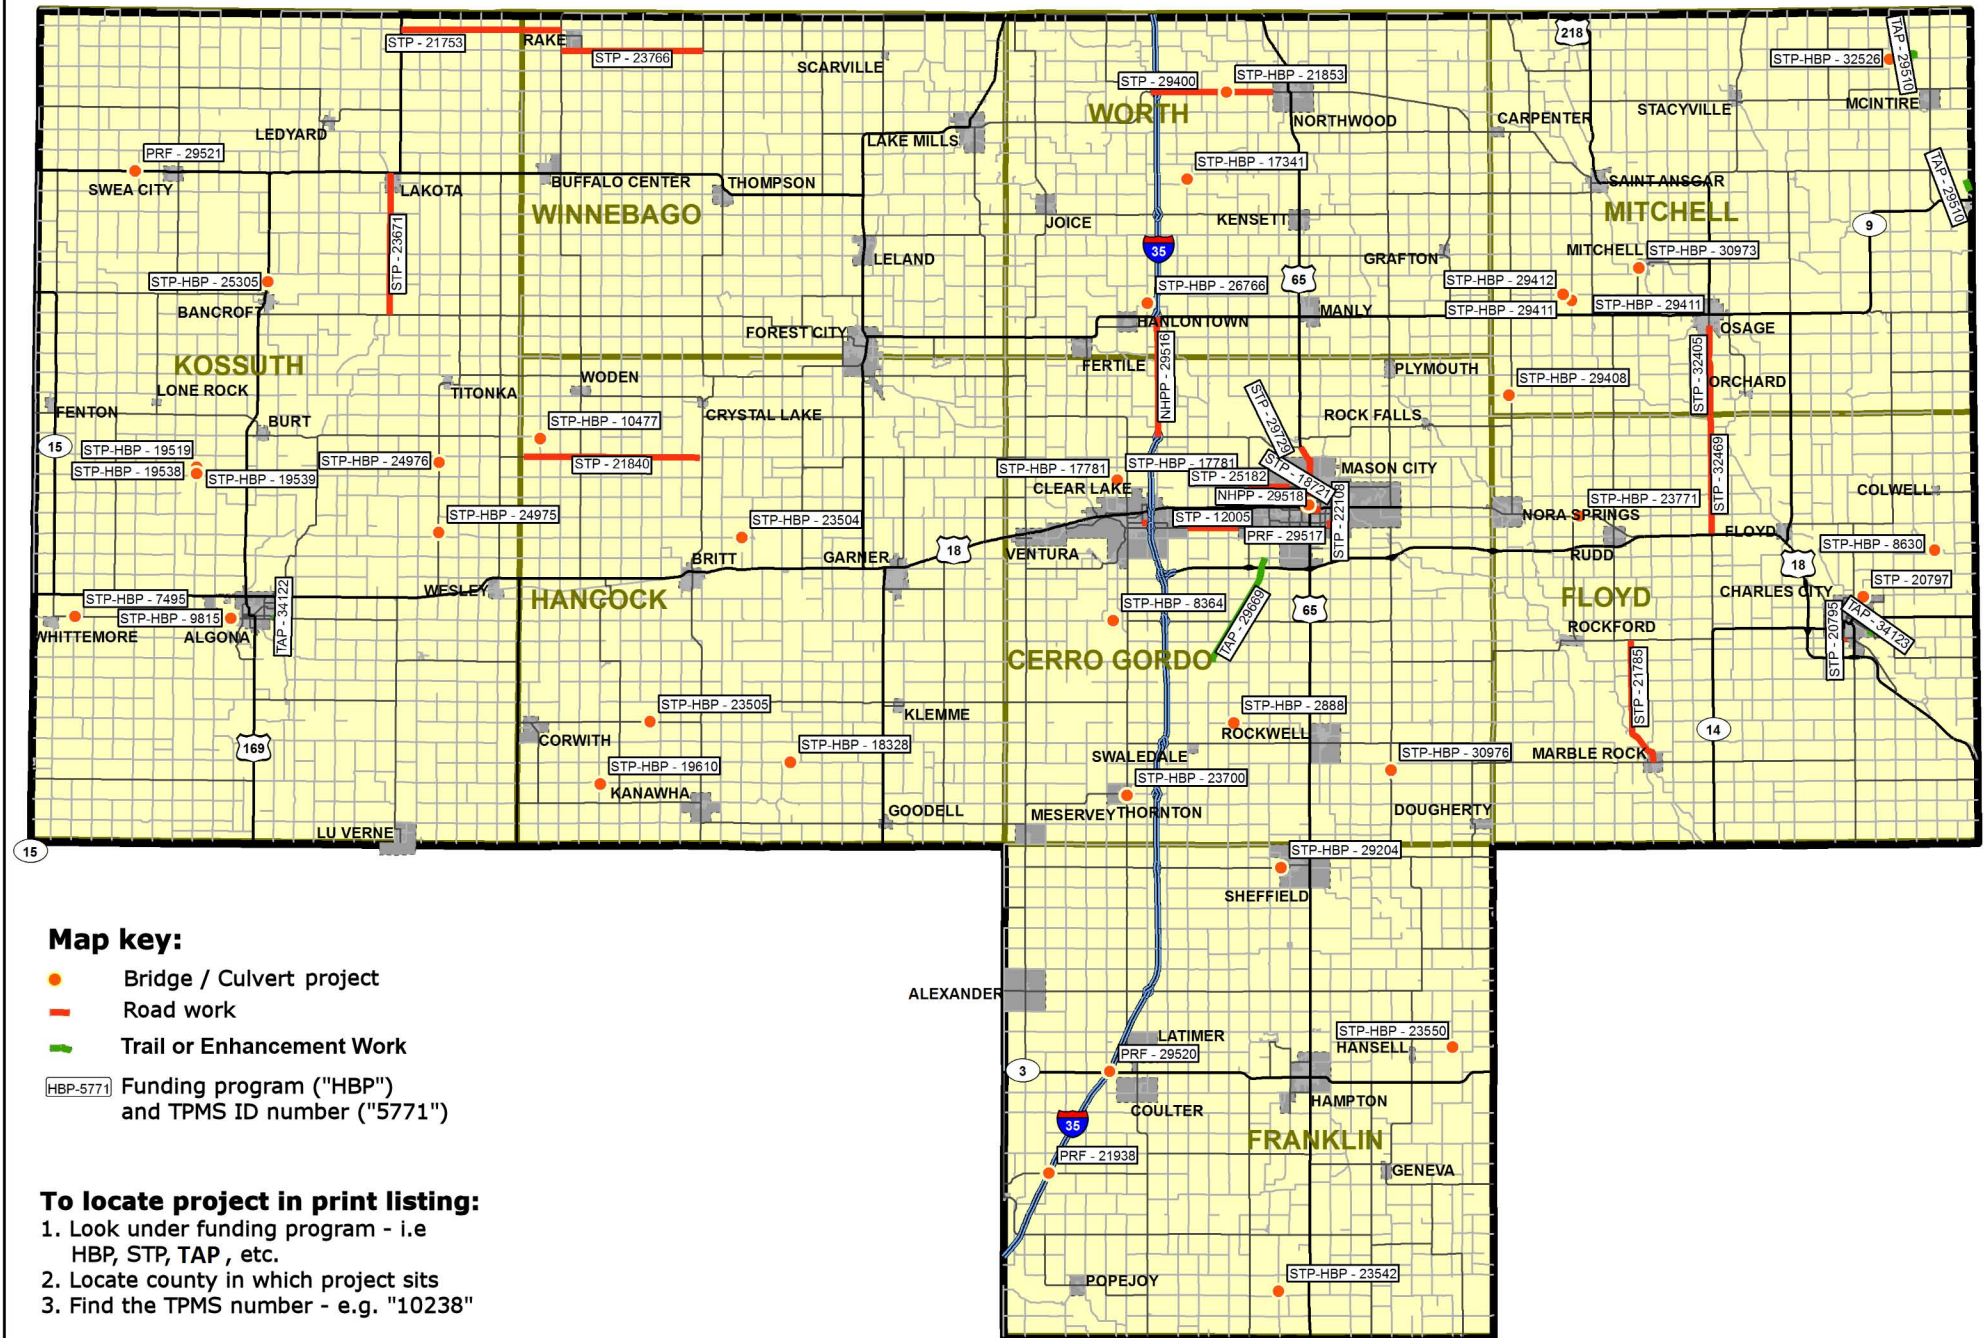 STP - 21753
RAKE
STP - 23766
SCARVILLE
LEDYARD
LAKE MILLS
PRF - 29521
SWEA CITY
LAKOTA
BUFFALO CENTER
THOMPSON
WINNEBAGO
STP - 23671
LELAND
STP-HBP - 25305
BANCROFT
FOREST CITY
KOSSUTH
LONE ROCK
FENTON
TITONKA
WODEN
CRYSTAL LAKE
BURT
15
STP-HBP - 10477
STP - 21840
STP-HBP - 19519
STP-HBP - 19538
STP-HBP - 19539
STP-HBP - 24976
STP-HBP - 24975
STP-HBP - 23504
BRITT
GARNER
18
WESLEY
HANCOCK
STP-HBP - 7495
STP-HBP - 9815
WHITTEMORE
ALGONA
TAP - 34122
STP-HBP - 23505
CORWITH
KLEMME
169
STP-HBP - 18328
STP-HBP - 19610
KANAWHA
GOODELL
LU VERNE
15
STP - 29400
STP-HBP - 21853
WORTH
NORTHWOOD
STP-HBP - 17341
JOICE
KENSETT
35
65
GRAFTON
STP-HBP - 26766
HANLONTOWN
MANLY
FERTILE
NHPP - 29516
PLYMOUTH
ROCK FALLS
STP - 29729
MASON CITY
STP - 18721
STP-HBP - 17781
STP-HBP - 17781
CLEAR LAKE
STP - 25182
NHPP - 29518
STP - 12005
STP - 22108
PRF - 29517
VENTURA
STP-HBP - 8364
TAP - 29669
65
CERRO GORDO
STP-HBP - 2888
ROCKWELL
SWALEDALE
STP-HBP - 30976
STP-HBP - 23700
MESERVEY
THORNTON
DOUGHERTY
218
STP-HBP - 32526
TAP - 29510
STACYVILLE
MCINTIRE
CARPENTER
TAP - 29510
SAINT ANSGAR
MITCHELL
9
MITCHELL
STP-HBP - 30973
STP-HBP - 29412
STP-HBP - 29411
STP-HBP - 29411
OSAGE
STP - 32405
ORCHARD
STP-HBP - 29408
STP - 32469
COLWELL
STP-HBP - 23771
NORA SPRINGS
RUDD
FLOYD
STP-HBP - 8630
18
STP - 20797
CHARLES CITY
FLOYD
ROCKFORD
STP - 20795
TAP - 34123
STP - 21785
14
MARBLE ROCK
STP-HBP - 29204
SHEFFIELD
ALEXANDER
LATIMER
PRF - 29520
STP-HBP - 23550
HANSELL
3
COULTER
HAMPTON
35
FRANKLIN
PRF - 21938
GENEVA
STP-HBP - 23542
POPEJOY
Map key:
Bridge / Culvert project
Road work
Trail or Enhancement Work
HBP-5771 Funding program ("HBP")
and TPMS ID number ("5771")
To locate project in print listing:
1. Look under funding program - i.e
HBP, STP, TAP , etc.
2. Locate county in which project sits
3. Find the TPMS number - e.g. "10238"